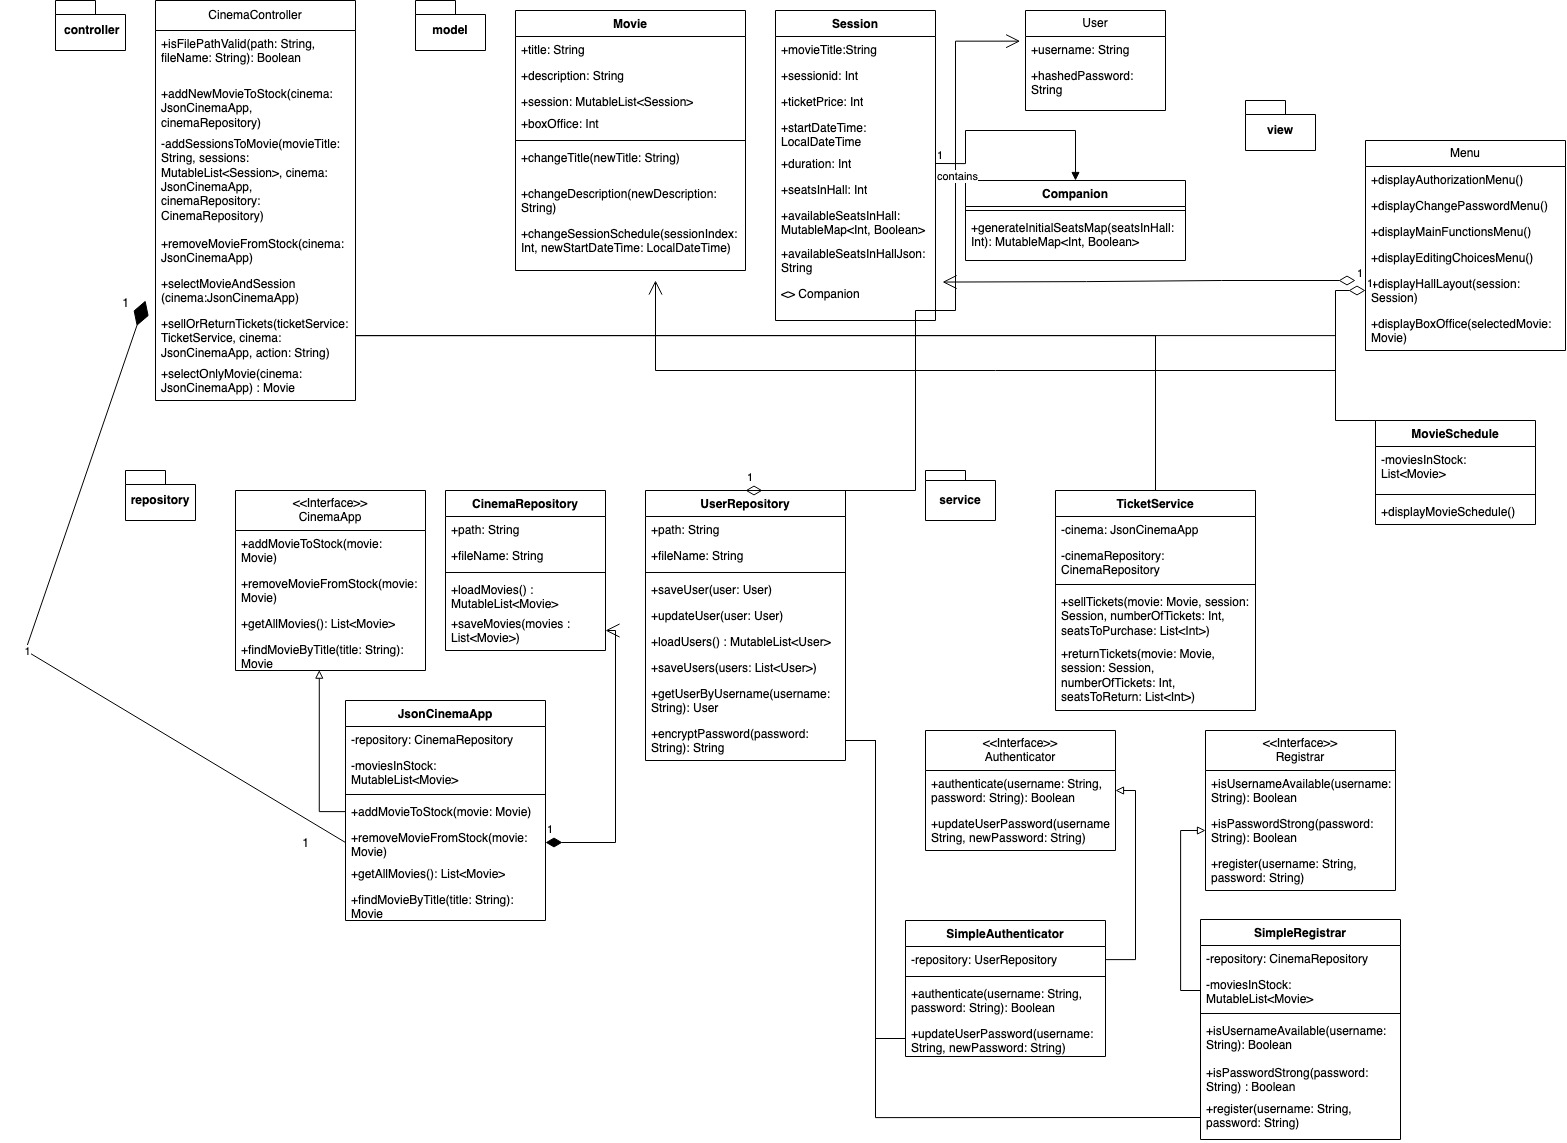 controller
CinemaController
+isFilePathValid(path: String,
fileName: String): Boolean
+addNewMovieToStock(cinema:
JsonCinemaApp,
cinemaRepository)
-addSessionsToMovie(movieTitle:
String, sessions:
MutableList<Session>, cinema:
JsonCinemaApp,
cinemaRepository:
CinemaRepository)
+removeMovieFromStock(cinema:
JsonCinemaApp)
+selectMovieAndSession
(cinema:JsonCinemaApp)
+sellOrReturnTickets(ticketService:
TicketService, cinema:
JsonCinemaApp, action: String)
+selectOnlyMovie(cinema:
JsonCinemaApp) : Movie
model
Movie
+title: String
+description: String
+session: MutableList<Session>
+boxOffice: Int
+changeTitle(newTitle: String)
+changeDescription(newDescription:
String)
+changeSessionSchedule(sessionIndex:
Int, newStartDateTime: LocalDateTime)
Session
+movieTitle:String
+sessionid: Int
+ticketPrice: Int
+startDateTime:
LocalDateTime
+duration: Int
+seatsInHall: Int
+availableSeatsInHall:
MutableMap<Int, Boolean>
+availableSeatsInHallJson:
String
<> Companion
User
+username: String
+hashedPassword:
String
1
contains
Companion
+generateInitialSeatsMap(seatsInHall:
Int): MutableMap<Int, Boolean>
view
Menu
+displayAuthorizationMenu()
+displayChangePasswordMenu()
+displayMainFunctionsMenu()
+displayEditingChoicesMenu()
+displayHallLayout(session:
Session)
+displayBoxOffice(selectedMovie:
Movie)
1
1
MovieSchedule
-moviesInStock:
List<Movie>
+displayMovieSchedule()
1
1
1
repository
<<Interface>>
CinemaApp
+addMovieToStock(movie:
Movie)
+removeMovieFromStock(movie:
Movie)
+getAllMovies(): List<Movie>
+findMovieByTitle(title: String):
Movie
CinemaRepository
+path: String
+fileName: String
+loadMovies() :
MutableList<Movie>
+saveMovies(movies :
List<Movie>)
1
UserRepository
+path: String
+fileName: String
+saveUser(user: User)
+updateUser(user: User)
+loadUsers() : MutableList<User>
+saveUsers(users: List<User>)
+getUserByUsername(username:
String): User
+encryptPassword(password:
String): String
JsonCinemaApp
-repository: CinemaRepository
-moviesInStock:
MutableList<Movie>
+addMovieToStock(movie: Movie)
+removeMovieFromStock(movie:
Movie)
+getAllMovies(): List<Movie>
+findMovieByTitle(title: String):
Movie
1
service
TicketService
-cinema: JsonCinemaApp
-cinemaRepository:
CinemaRepository
+sellTickets(movie: Movie, session:
Session, numberOfTickets: Int,
seatsToPurchase: List<Int>)
+returnTickets(movie: Movie,
session: Session,
numberOfTickets: Int,
seatsToReturn: List<Int>)
<<Interface>>
Authenticator
+authenticate(username: String,
password: String): Boolean
+updateUserPassword(username
String, newPassword: String)
<<Interface>>
Registrar
+isUsernameAvailable(username:
String): Boolean
+isPasswordStrong(password:
String): Boolean
+register(username: String,
password: String)
SimpleAuthenticator
-repository: UserRepository
+authenticate(username: String,
password: String): Boolean
+updateUserPassword(username:
String, newPassword: String)
SimpleRegistrar
-repository: CinemaRepository
-moviesInStock:
MutableList<Movie>
+isUsernameAvailable(username:
String): Boolean
+isPasswordStrong(password:
String) : Boolean
+register(username: String,
password: String)